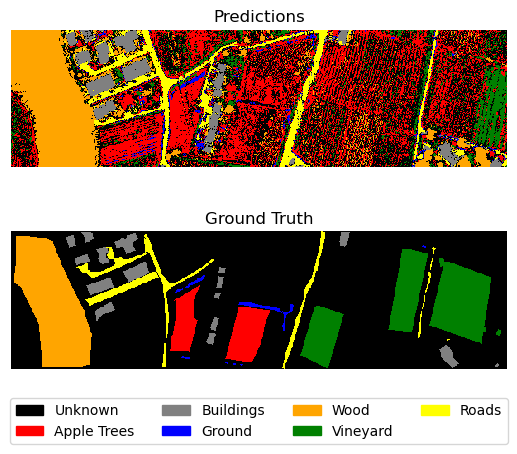 Predictions
Ground Truth
Unknown Buildings Wood Roads
Apple Trees Ground Vineyard